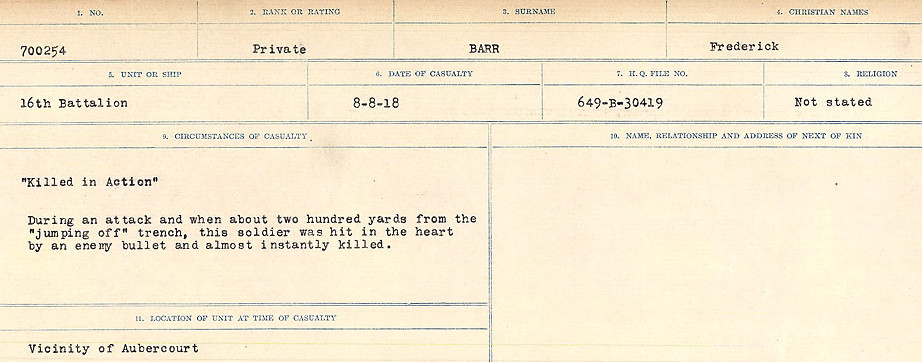 1. NO. 2. RANK OR RATING 3. SURNAME 4. CHRISTIAN NAMES
700254 Private BARR Frederick
5. UNIT OR SHIP 6. DATE OF CASUALTY 7. H.Q. FILE NO. 8. RELIGION
16th Battalion 8-8-18 649-B-30419 Not stated
9. CIRCUMSTANCES OF CASUALTY 10. NAME, RELATIONSHIP AND ADDRESS OF NEXT OF KIN
"Killed in Action"
During an attack and when about two hundred yards from the
"jumping off" trench, this soldier was hit in the heart
by an enemy bullet and almost instantly killed.
11. LOCATION OF UNIT AT TIME OF CASUALTY
Vicinity of Aubercourt